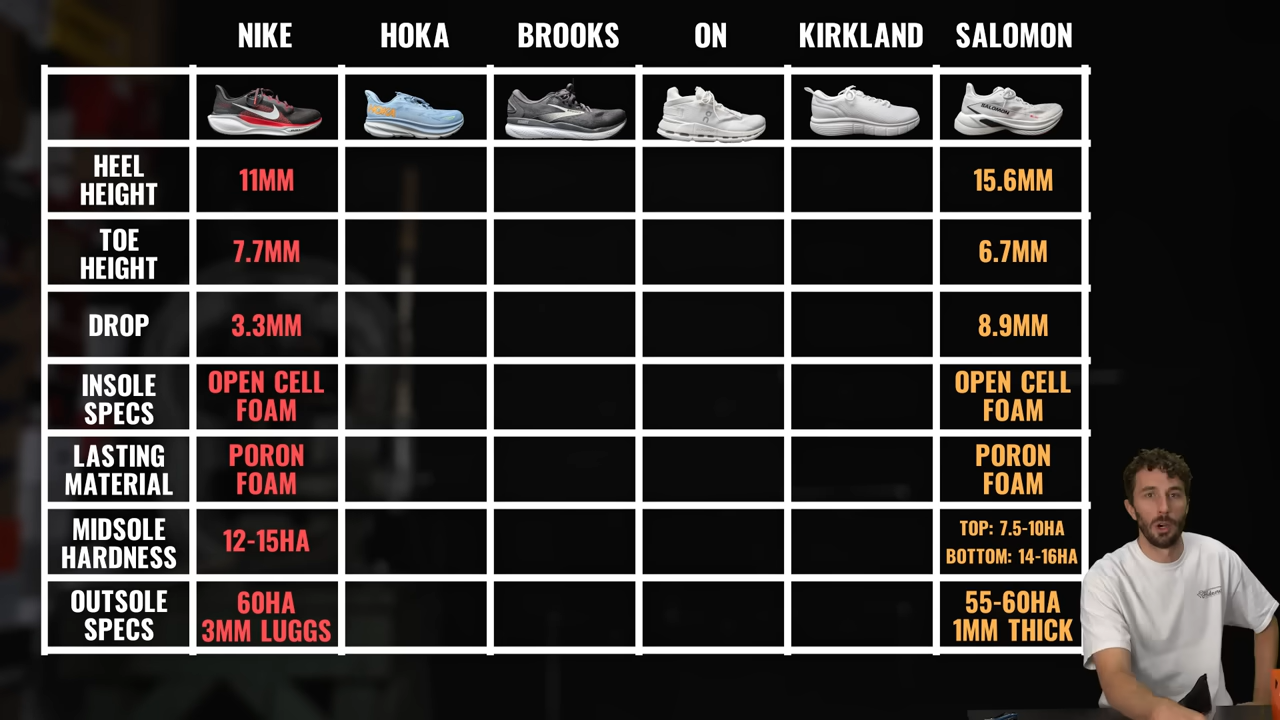 NIKE HOKA BROOKS ON KIRKLAND SALOMON
SALOMON
HEEL
HEIGHT
11MM
15.6MM
TOE
HEIGHT
7.7MM
6.7MM
DROP
3.3MM
8.9MM
INSOLE
SPECS
OPEN CELL
FOAM
OPEN CELL
FOAM
LASTING
MATERIAL
PORON
FOAM
PORON
FOAM
MIDSOLE
HARDNESS
12-15HA
TOP: 7.5-10HA
BOTTOM: 14-16HA
OUTSOLE
SPECS
60HA
3MM LUGGS
55-60HA
1MM THICK